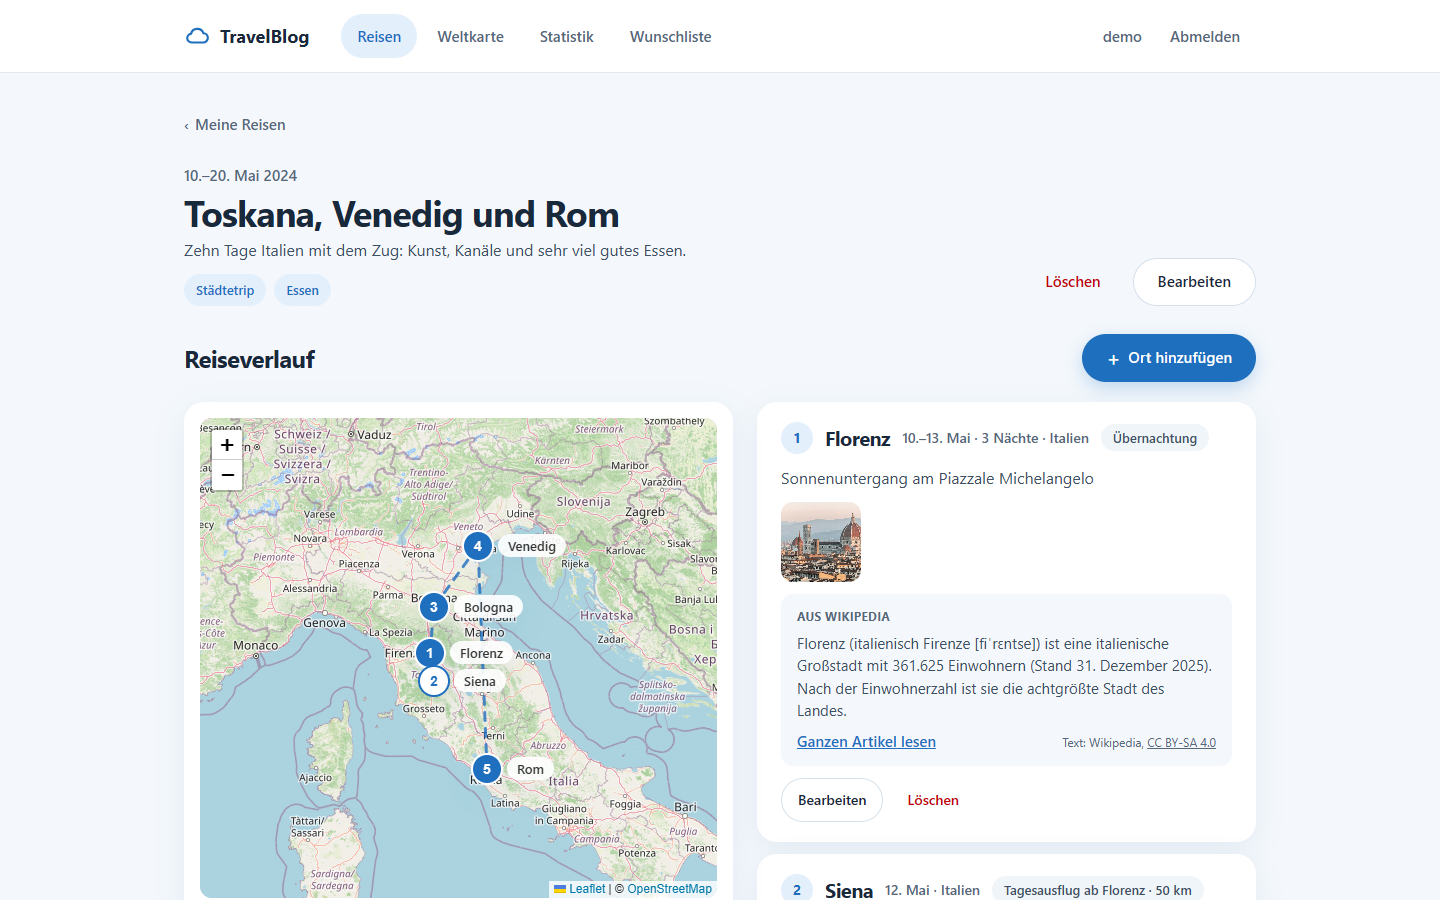 TravelBlog
Reisen
Weltkarte
Statistik
Wunschliste
demo
Abmelden
‹ Meine Reisen
10.–20. Mai 2024
Toskana, Venedig und Rom
Zehn Tage Italien mit dem Zug: Kunst, Kanäle und sehr viel gutes Essen.
Städtetrip
Essen
Löschen
Bearbeiten
Reiseverlauf
+ Ort hinzufügen
+
−
Schweiz /
Suisse /
Svizzera /
Svizra
Vaduz
Tirol
Steiermark
Szombathely
Kärnten
Maribor
Varaždin
Trentino-
Alto Adige/
Südtirol
Slovenija
Zagreb
Varese
Udine
Novara
Lombardia
Veneto
Verona
4
Venedig
Karlovac
Sisak
Piemonte
Piacenza
Rijeka
Alessandria
Parma
3
Bologna
Banja Lu
Genova
La Spezia
Marino
Hrvatska
Bosna i
Zadar
Monaco
Firen
1
Florenz
Ancona
2
Siena
Splitsko-
dalmatinska
županija
Grosseto
Terni
Abruzzo
5
Rom
Italia
Ajaccio
Latina
Giugliano
in Campania
Foggia
Bari
Campania
Puglia
Tàttari/
Sassari
Potenza
Sardigna/
Sardegna
Leaflet | © OpenStreetMap
1
Florenz
10.–13. Mai · 3 Nächte · Italien
Übernachtung
Sonnenuntergang am Piazzale Michelangelo
AUS WIKIPEDIA
Florenz (italienisch Firenze [fiˈrɛntse]) ist eine italienische
Großstadt mit 361.625 Einwohnern (Stand 31. Dezember 2025).
Nach der Einwohnerzahl ist sie die achtgrößte Stadt des
Landes.
Ganzen Artikel lesen
Text: Wikipedia, CC BY-SA 4.0
Bearbeiten
Löschen
2
Siena
12. Mai · Italien
Tagesausflug ab Florenz · 50 km